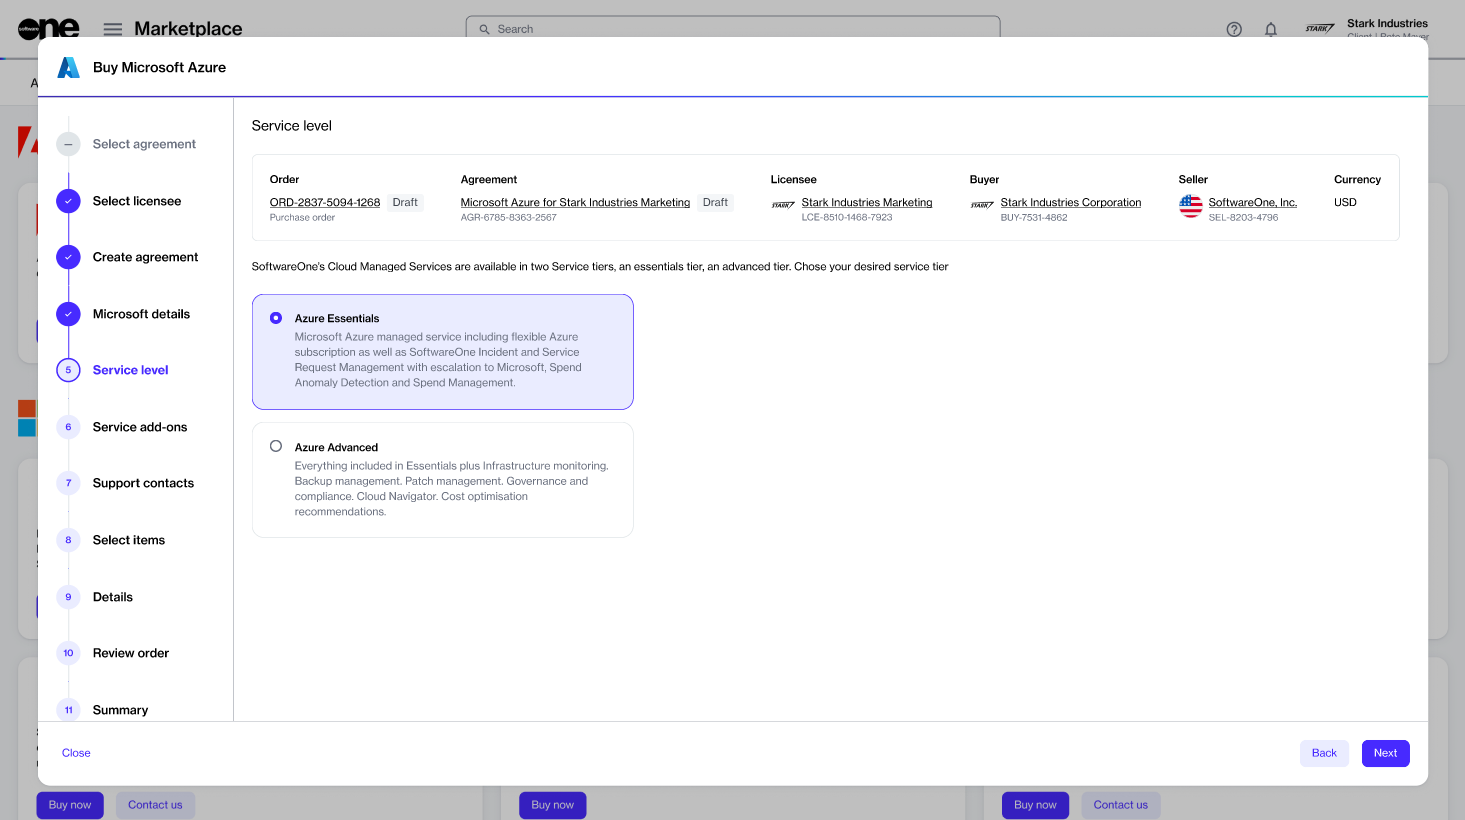 software one
Marketplace
Search
STARK
Stark Industries
Buy Microsoft Azure
Select agreement
Select licensee
Create agreement
Microsoft details
5 Service level
6 Service add-ons
7 Support contacts
8 Select items
9 Details
10 Review order
11 Summary
Service level
Order
ORD-2837-5094-1268 Draft
Purchase order
Agreement
Microsoft Azure for Stark Industries Marketing Draft
AGR-6785-8363-2567
Licensee
STARK Stark Industries Marketing
LCE-8510-1468-7923
Buyer
STARK Stark Industries Corporation
BUY-7531-4862
Seller
SoftwareOne, Inc.
SEL-8203-4796
Currency
USD
SoftwareOne's Cloud Managed Services are available in two Service tiers, an essentials tier, an advanced tier. Chose your desired service tier
Azure Essentials
Microsoft Azure managed service including flexible Azure
subscription as well as SoftwareOne Incident and Service
Request Management with escalation to Microsoft, Spend
Anomaly Detection and Spend Management.
Azure Advanced
Everything included in Essentials plus Infrastructure monitoring.
Backup management. Patch management. Governance and
compliance. Cloud Navigator. Cost optimisation
recommendations.
Close
Back
Next
Buy now
Contact us
Buy now
Buy now
Contact us